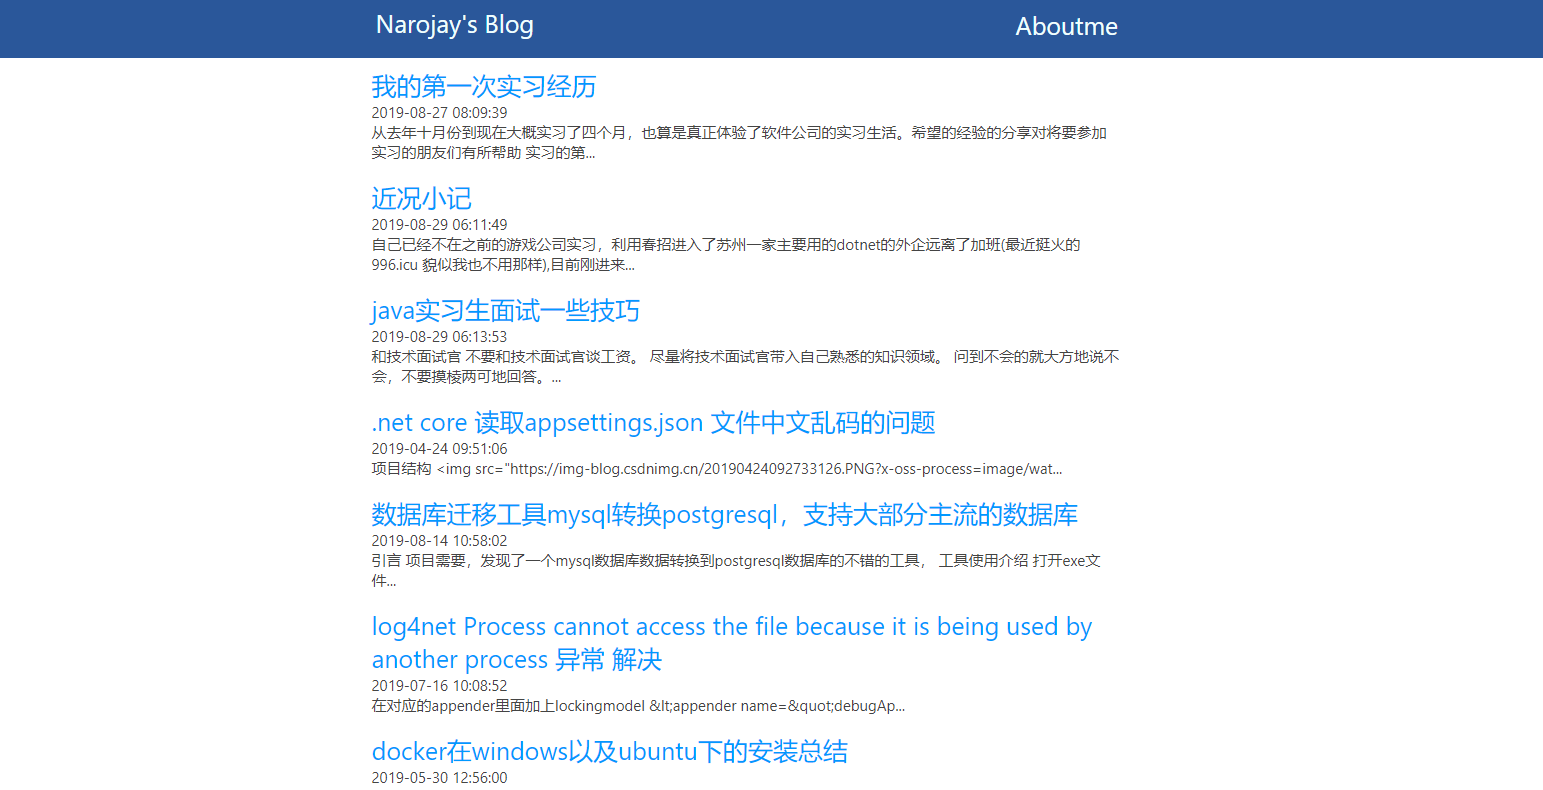 Narojay's Blog
Aboutme
我的第一次实习经历
2019-08-27 08:09:39
从去年十月份到现在大概实习了四个月，也算是真正体验了软件公司的实习生活。希望的经验的分享对将要参加
实习的朋友们有所帮助 实习的第...
近况小记
2019-08-29 06:11:49
自己已经不在之前的游戏公司实习，利用春招进入了苏州一家主要用的dotnet的外企远离了加班(最近挺火的
996.icu 貌似我也不用那样),目前刚进来...
java实习生面试一些技巧
2019-08-29 06:13:53
和技术面试官 不要和技术面试官谈工资。 尽量将技术面试官带入自己熟悉的知识领域。 问到不会的就大方地说不
会，不要摸棱两可地回答。...
.net core 读取appsettings.json 文件中文乱码的问题
2019-04-24 09:51:06
项目结构 <img src="https://img-blog.csdnimg.cn/20190424092733126.PNG?x-oss-process=image/wat...
数据库迁移工具mysql转换postgresql，支持大部分主流的数据库
2019-08-14 10:58:02
引言 项目需要，发现了一个mysql数据库数据转换到postgresql数据库的不错的工具， 工具使用介绍 打开exe文
件...
log4net Process cannot access the file because it is being used by
another process 异常 解决
2019-07-16 10:08:52
在对应的appender里面加上lockingmodel &lt;appender name=&quot;debugAp...
docker在windows以及ubuntu下的安装总结
2019-05-30 12:56:00